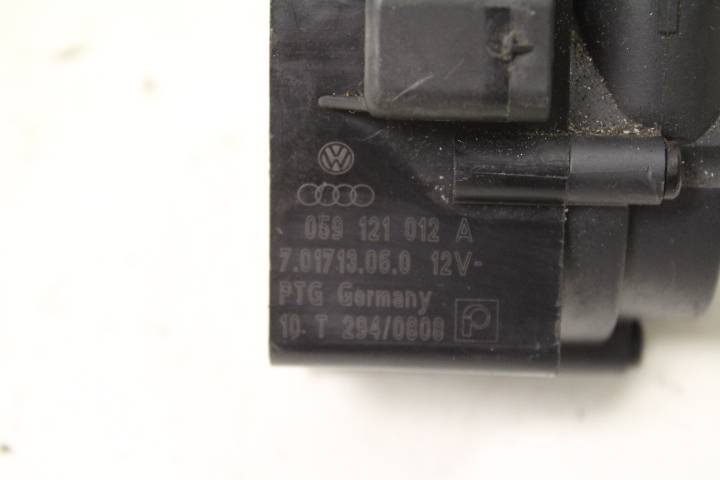 059 121 012 A
7.01713.06.0 12V-
PTG Germany
10 T 294/0808